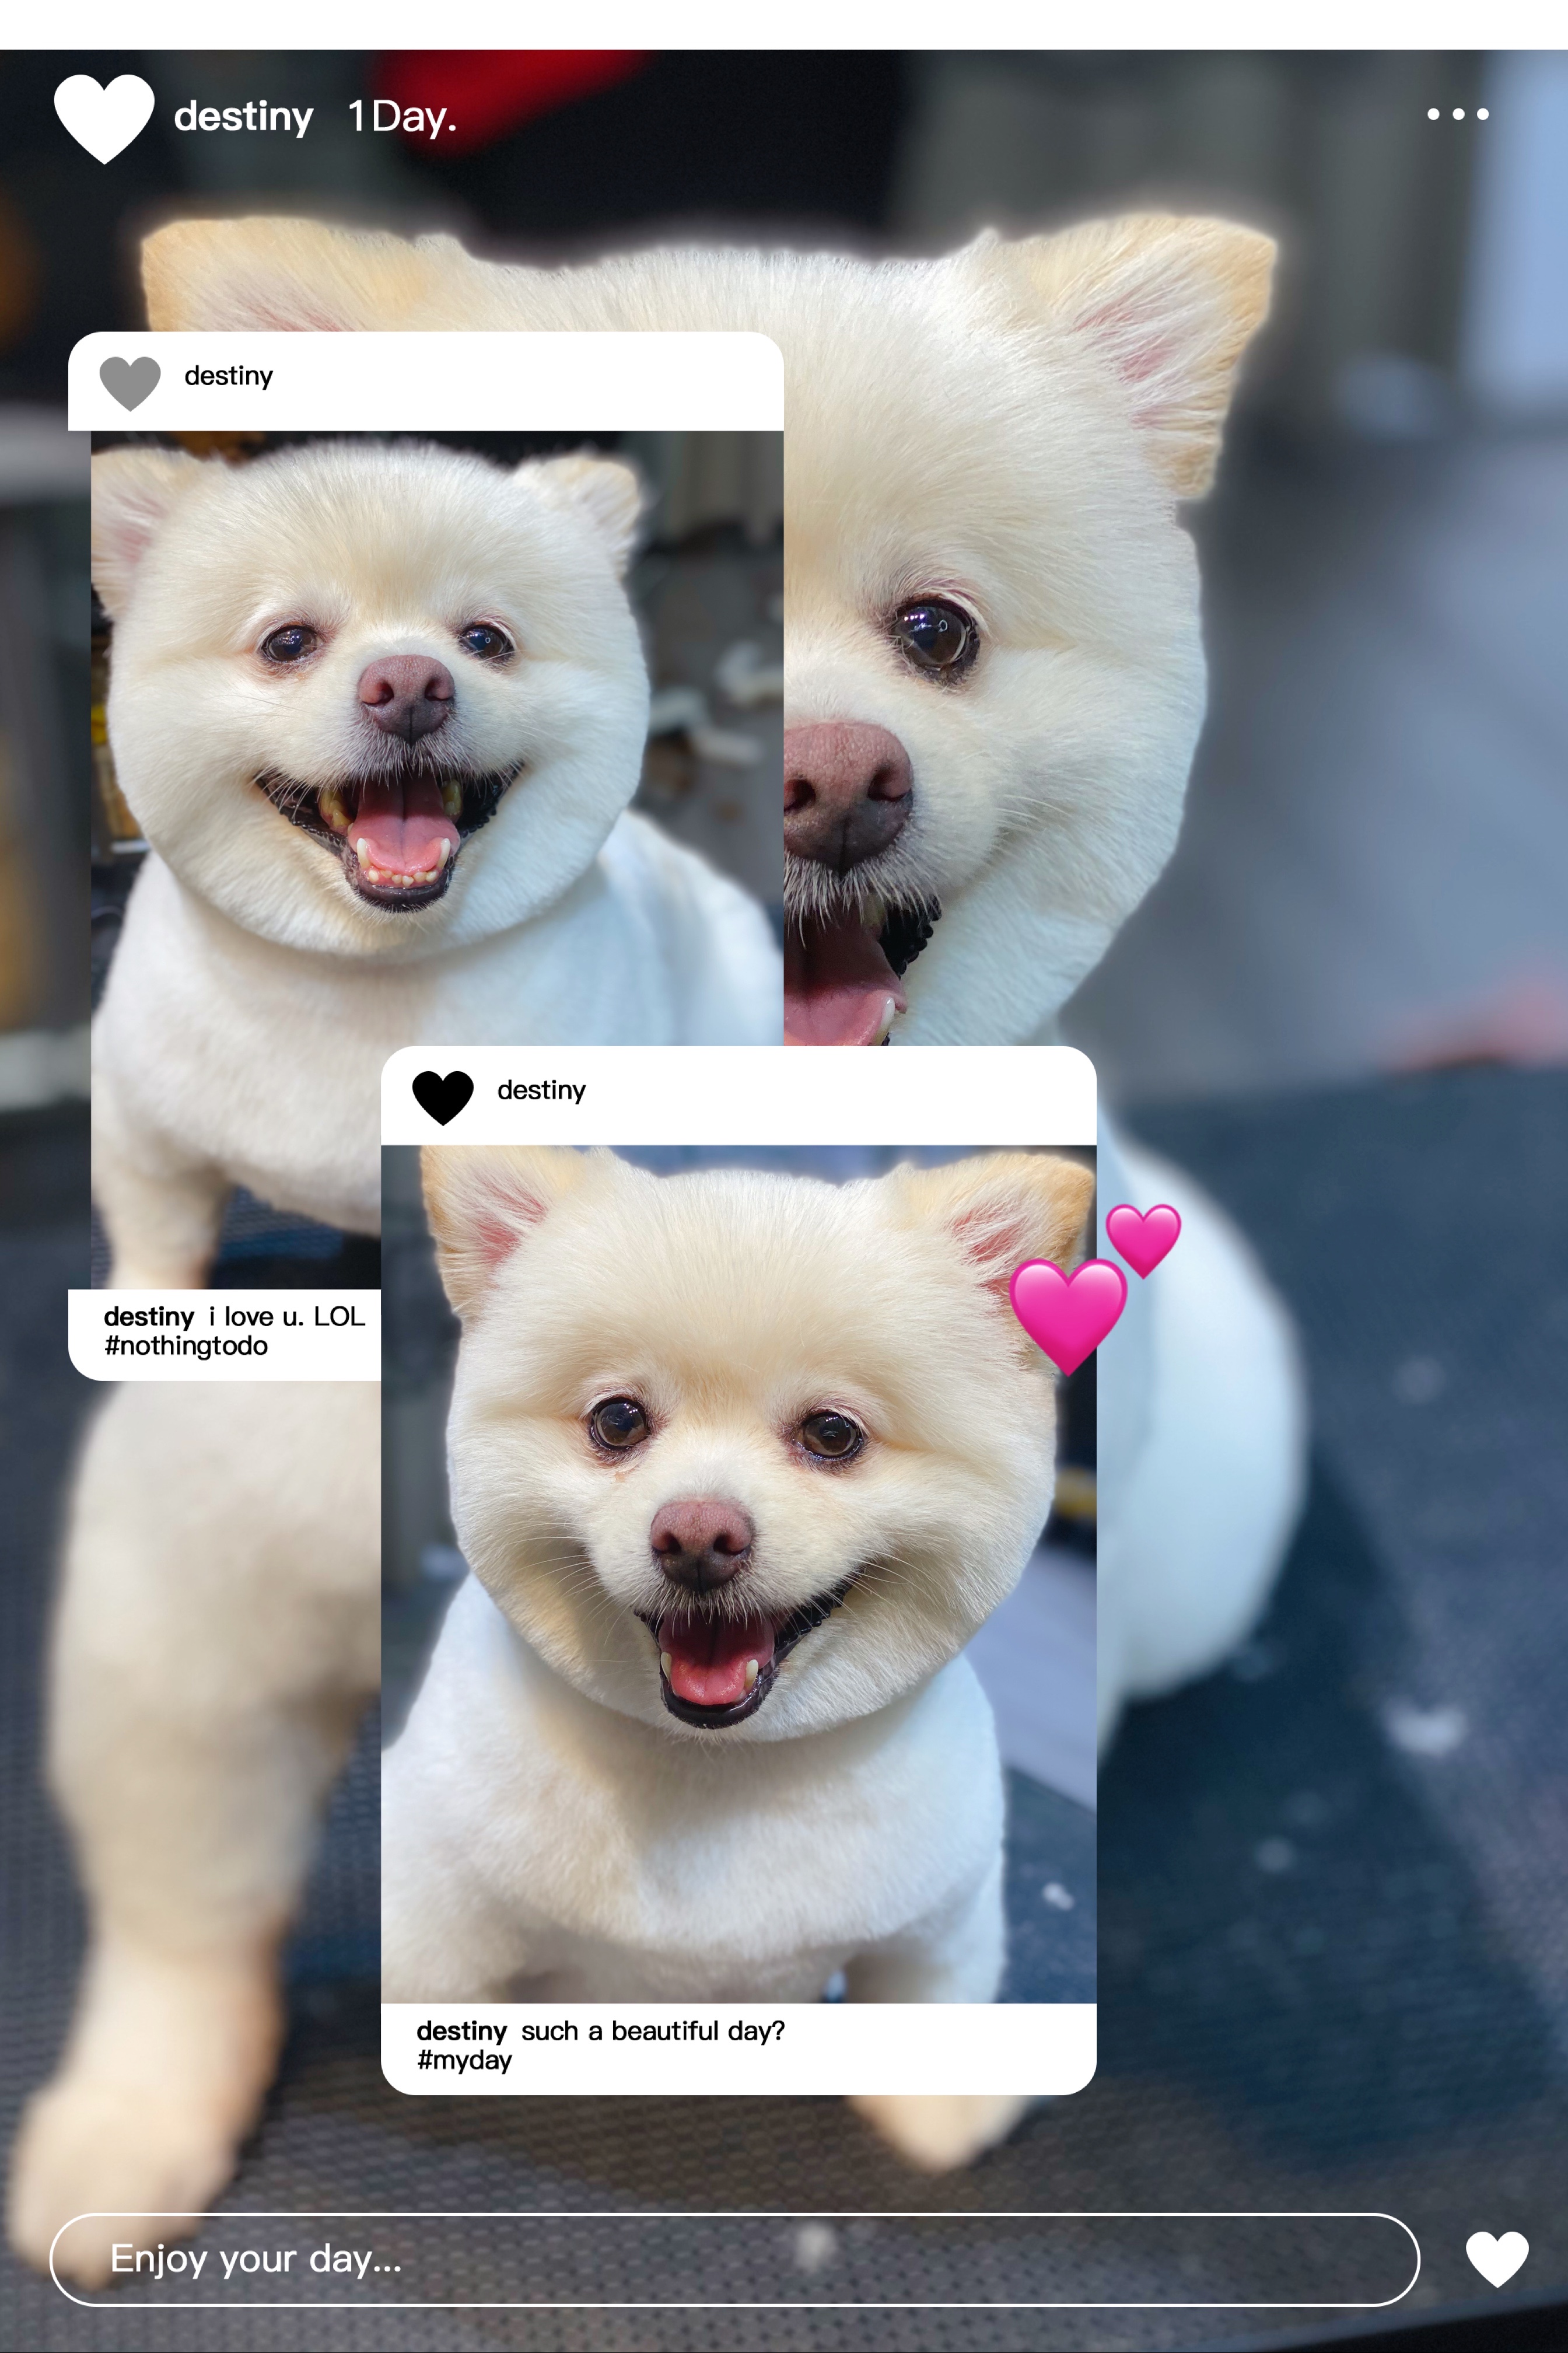 destiny 1Day.
destiny
destiny i love u. LOL
#nothingtodo
destiny
destiny such a beautiful day?
#myday
Enjoy your day...